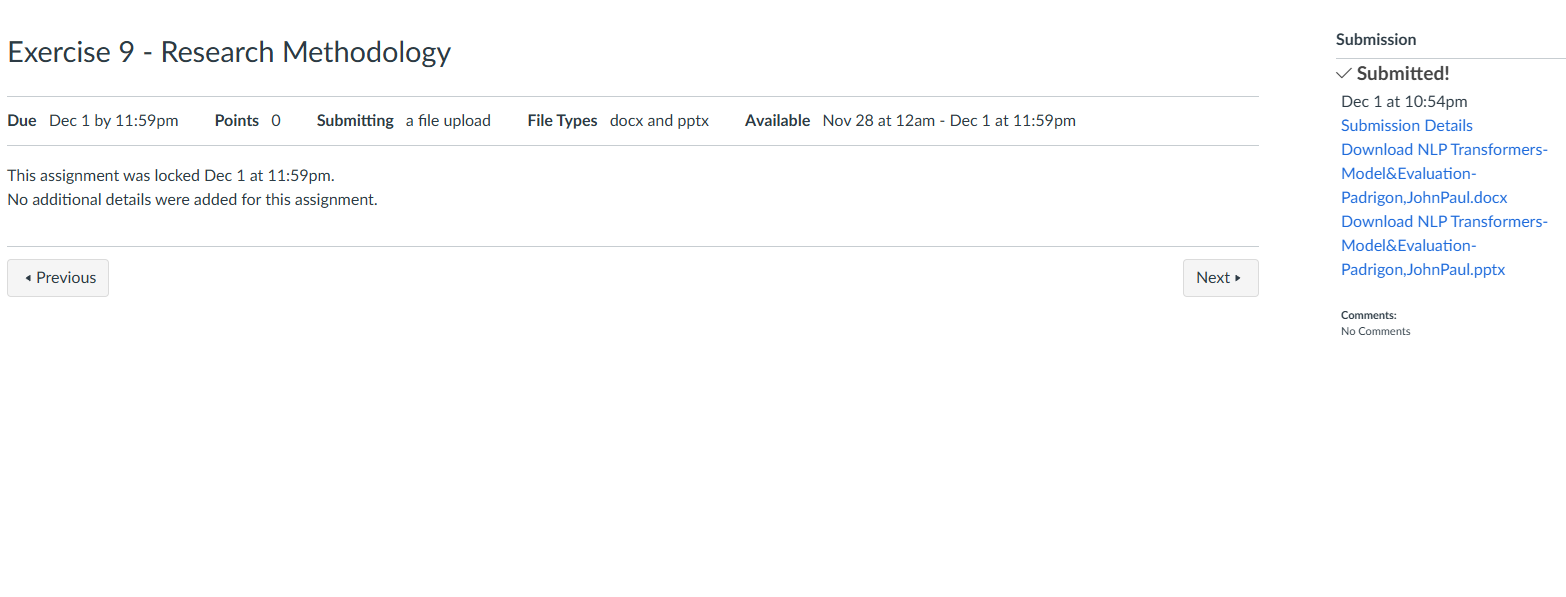 Exercise 9 - Research Methodology
Due Dec 1 by 11:59pm Points 0 Submitting a file upload File Types docx and pptx Available Nov 28 at 12am - Dec 1 at 11:59pm
This assignment was locked Dec 1 at 11:59pm.
No additional details were added for this assignment.
Previous
Next
Submission
Submitted!
Dec 1 at 10:54pm
Submission Details
Download NLP Transformers-
Model&Evaluation-
Padrigon,JohnPaul.docx
Download NLP Transformers-
Model&Evaluation-
Padrigon,JohnPaul.pptx
Comments:
No Comments